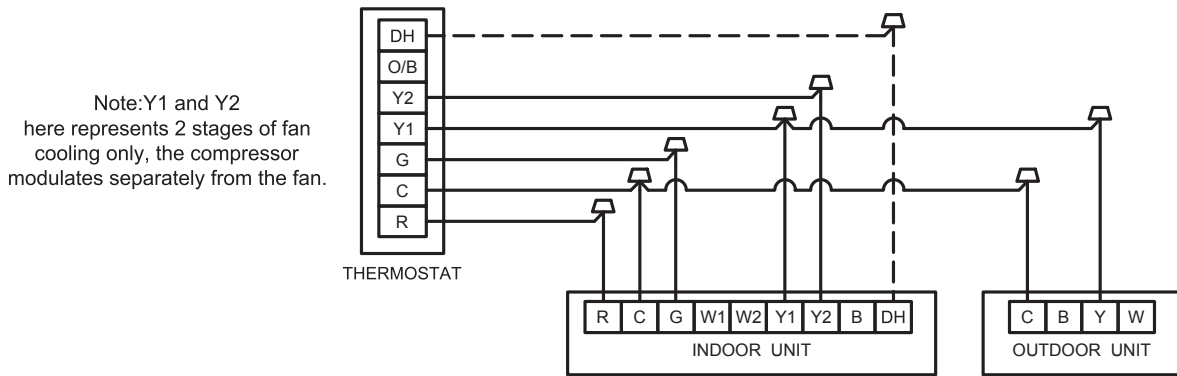 Note:Y1 and Y2
here represents 2 stages of fan
cooling only, the compressor
modulates separately from the fan.
DH
O/B
Y2
Y1
G
C
R
THERMOSTAT
R C G W1 W2 Y1 Y2 B DH
INDOOR UNIT
C B Y W
OUTDOOR UNIT